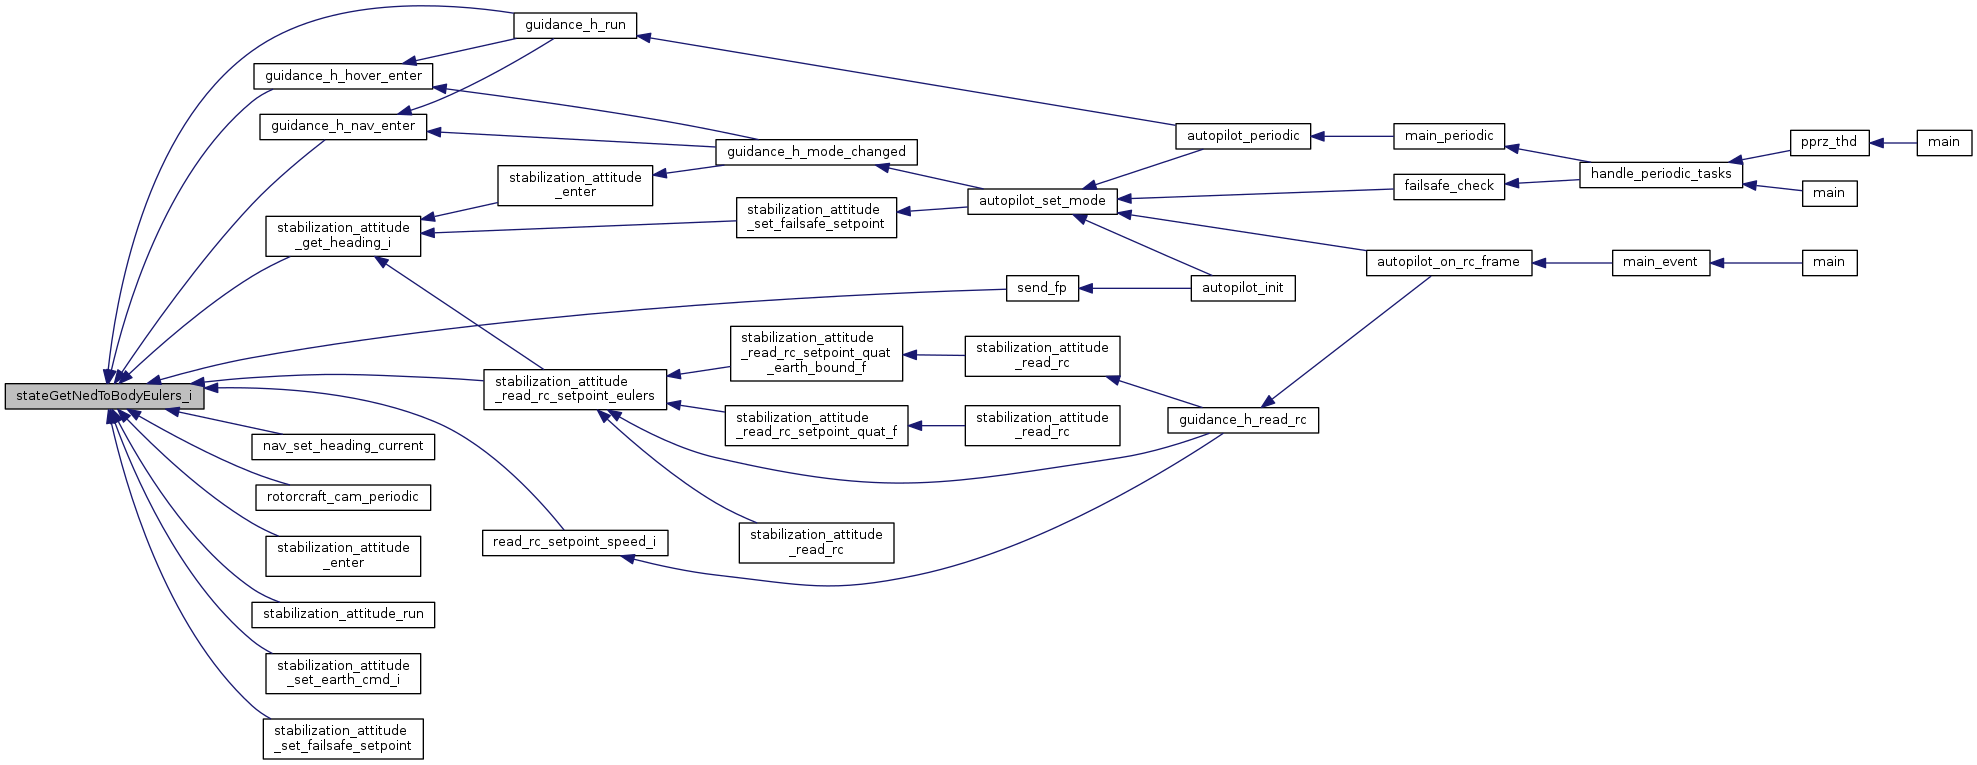 guidance_h_run
guidance_h_hover_enter
guidance_h_nav_enter
autopilot_periodic
main_periodic
pprz_thd
main
guidance_h_mode_changed
handle_periodic_tasks
stabilization_attitude
_enter
failsafe_check
main
autopilot_set_mode
stabilization_attitude
_set_failsafe_setpoint
stabilization_attitude
_get_heading_i
autopilot_on_rc_frame
main_event
main
send_fp
autopilot_init
stabilization_attitude
_read_rc_setpoint_quat
_earth_bound_f
stabilization_attitude
_read_rc
stateGetNedToBodyEulers_i
stabilization_attitude
_read_rc_setpoint_eulers
stabilization_attitude
_read_rc_setpoint_quat_f
stabilization_attitude
_read_rc
guidance_h_read_rc
nav_set_heading_current
rotorcraft_cam_periodic
stabilization_attitude
_enter
read_rc_setpoint_speed_i
stabilization_attitude
_read_rc
stabilization_attitude_run
stabilization_attitude
_set_earth_cmd_i
stabilization_attitude
_set_failsafe_setpoint